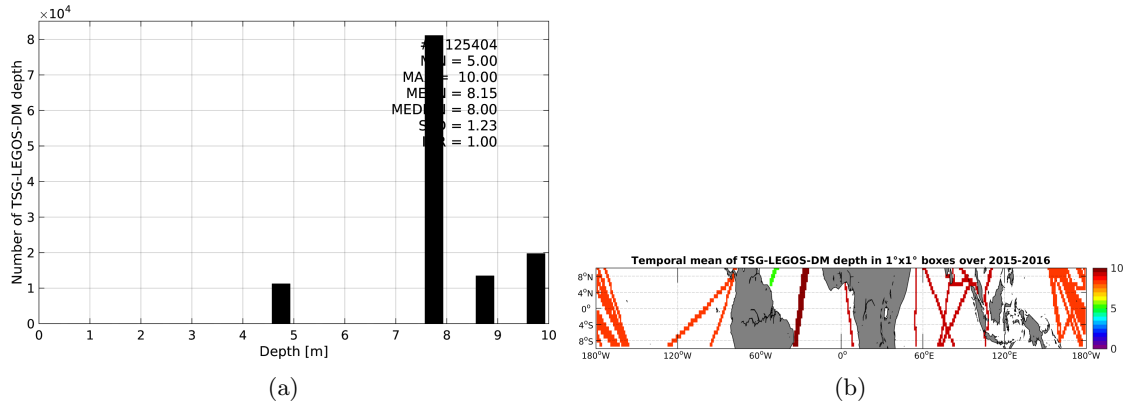 ×10⁴
8
7
6
5
4
3
2
1
0
Number of TSG-LEGOS-DM depth
125404
= 5.00
10.00
= 8.15
= 8.00
= 1.23
= 1.00
0 1 2 3 4 5 6 7 8 9 10
Depth [m]
(a)
Temporal mean of TSG-LEGOS-DM depth in 1°x1° boxes over 2015-2016
8°N
4°N
0°
4°S
8°S
180°W 120°W 60°W 0° 60°E 120°E 180°W
10
5
0
(b)